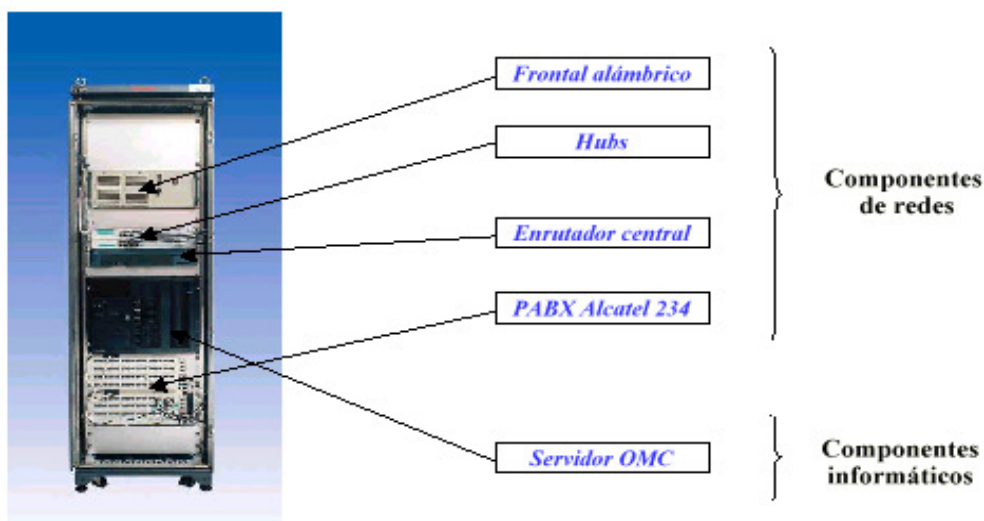 Frontal alámbrico
Hubs
Enrutador central
PABX Alcatel 234
Servidor OMC
Componentes
de redes
Componentes
informáticos